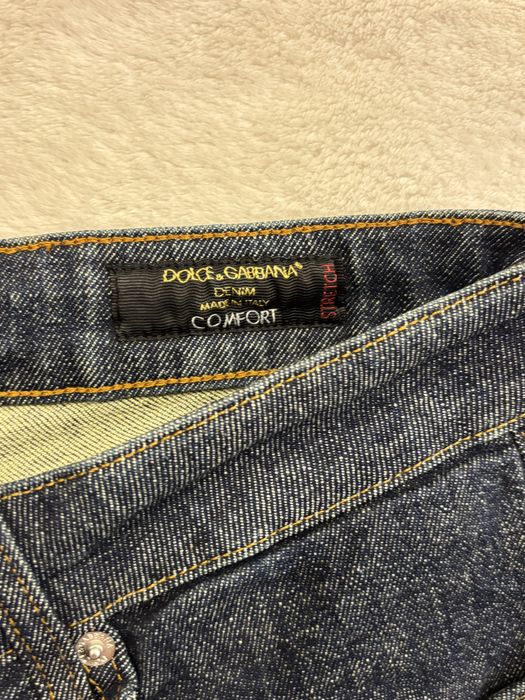 DOLCE & GABBANA®
DENIM
MADE IN ITALY
COMFORT
STRETCH